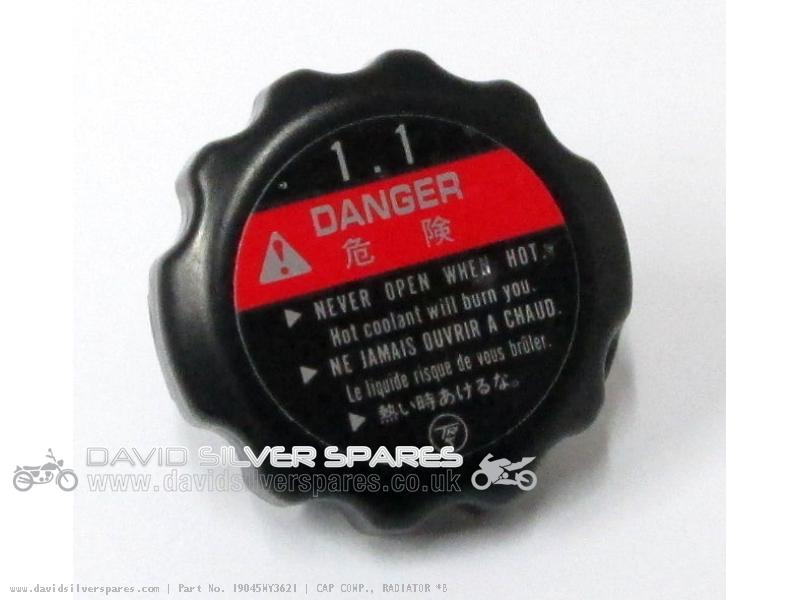 1.1
DANGER
危 険
NEVER OPEN WHEN HOT.
Hot coolant will burn you.
NE JAMAIS OUVRIR A CHAUD.
Le liquide risque de vous brûler.
熱い時あけるな。
DAVID SILVER SPARES
www.davidsilverspares.co.uk
www.davidsilverspares.com | Part No. 19045MY3621 | CAP COMP., RADIATOR *B